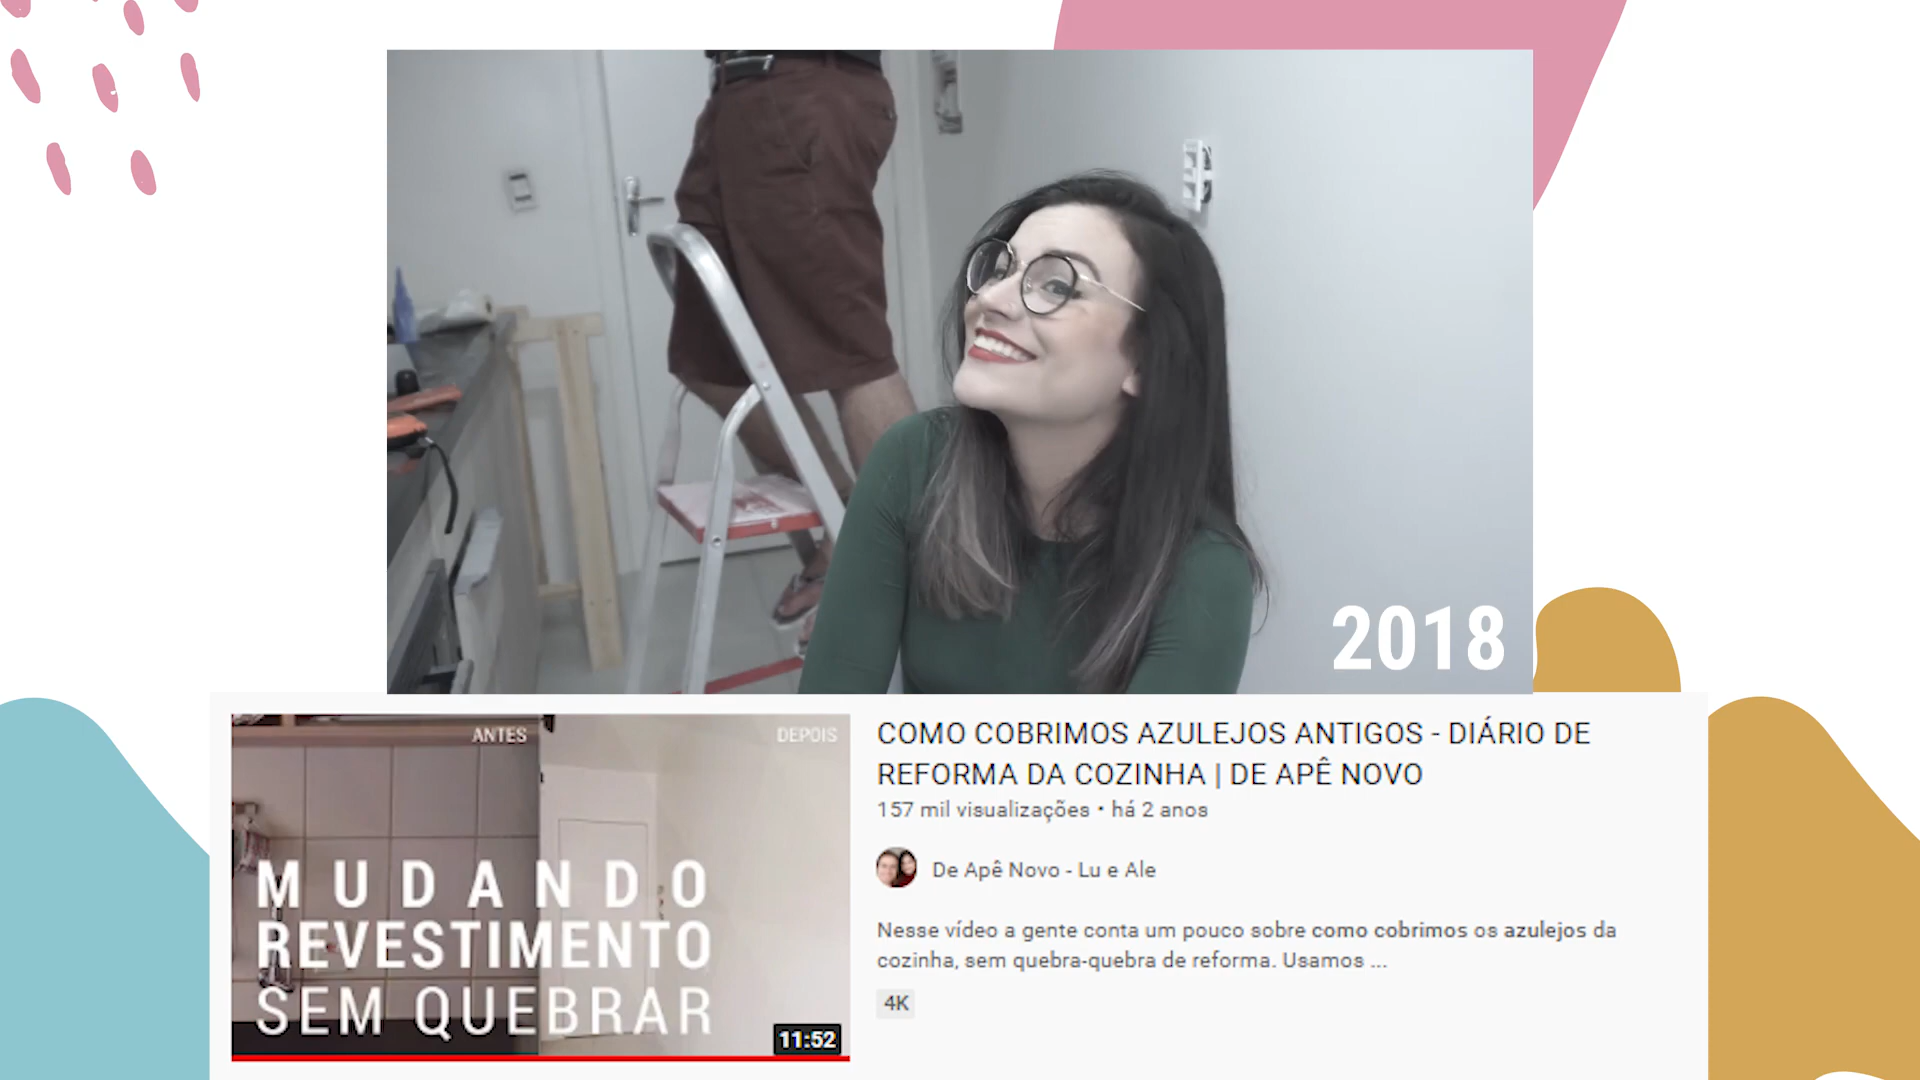 2018
ANTES
DEPOIS
MUDANDO
REVESTIMENTO
SEM QUEBRAR
11:52
COMO COBRIMOS AZULEJOS ANTIGOS - DIÁRIO DE
REFORMA DA COZINHA | DE APÊ NOVO
157 mil visualizações • há 2 anos
De Apê Novo - Lu e Ale
Nesse vídeo a gente conta um pouco sobre como cobrimos os azulejos da
cozinha, sem quebra-quebra de reforma. Usamos ...
4K